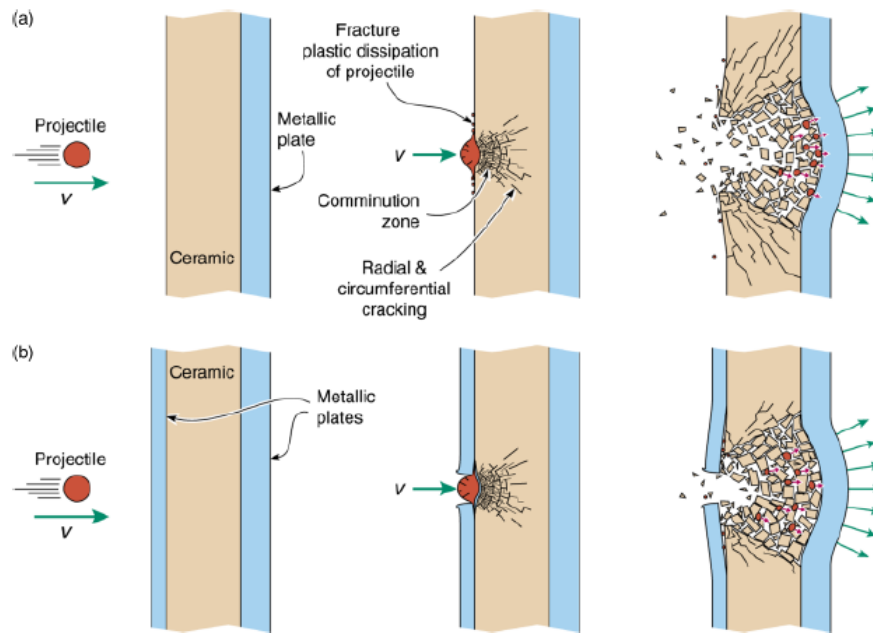 (a)
Projectile
v
Metallic
plate
Ceramic
Fracture
plastic dissipation
of projectile
v
Comminution
zone
Radial &
circumferential
cracking
(b)
Projectile
v
Ceramic
Metallic
plates
v